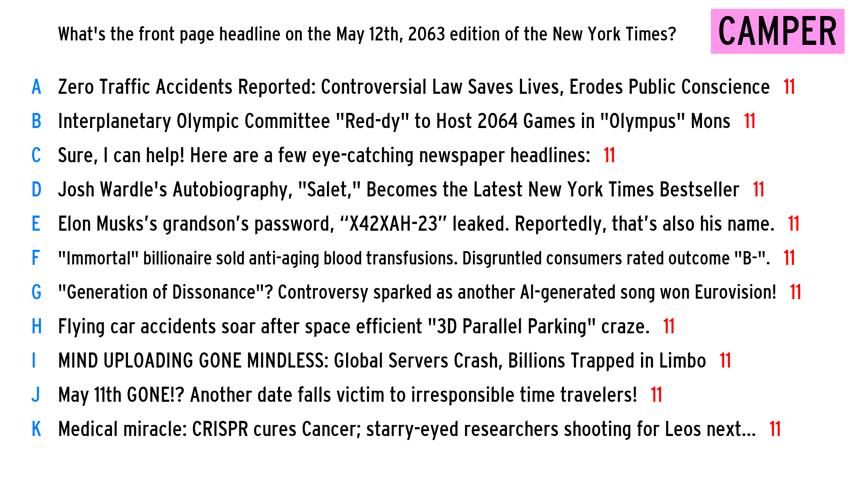 What's the front page headline on the May 12th, 2063 edition of the New York Times?
CAMPER
A Zero Traffic Accidents Reported: Controversial Law Saves Lives, Erodes Public Conscience 11
B Interplanetary Olympic Committee "Red-dy" to Host 2064 Games in "Olympus" Mons 11
C Sure, I can help! Here are a few eye-catching newspaper headlines: 11
D Josh Wardle's Autobiography, "Salet," Becomes the Latest New York Times Bestseller 11
E Elon Musks’s grandson’s password, “X42XAH-23” leaked. Reportedly, that’s also his name. 11
F "Immortal" billionaire sold anti-aging blood transfusions. Disgruntled consumers rated outcome "B-". 11
G "Generation of Dissonance"? Controversy sparked as another AI-generated song won Eurovision! 11
H Flying car accidents soar after space efficient "3D Parallel Parking" craze. 11
I MIND UPLOADING GONE MINDLESS: Global Servers Crash, Billions Trapped in Limbo 11
J May 11th GONE!? Another date falls victim to irresponsible time travelers! 11
K Medical miracle: CRISPR cures Cancer; starry-eyed researchers shooting for Leos next... 11